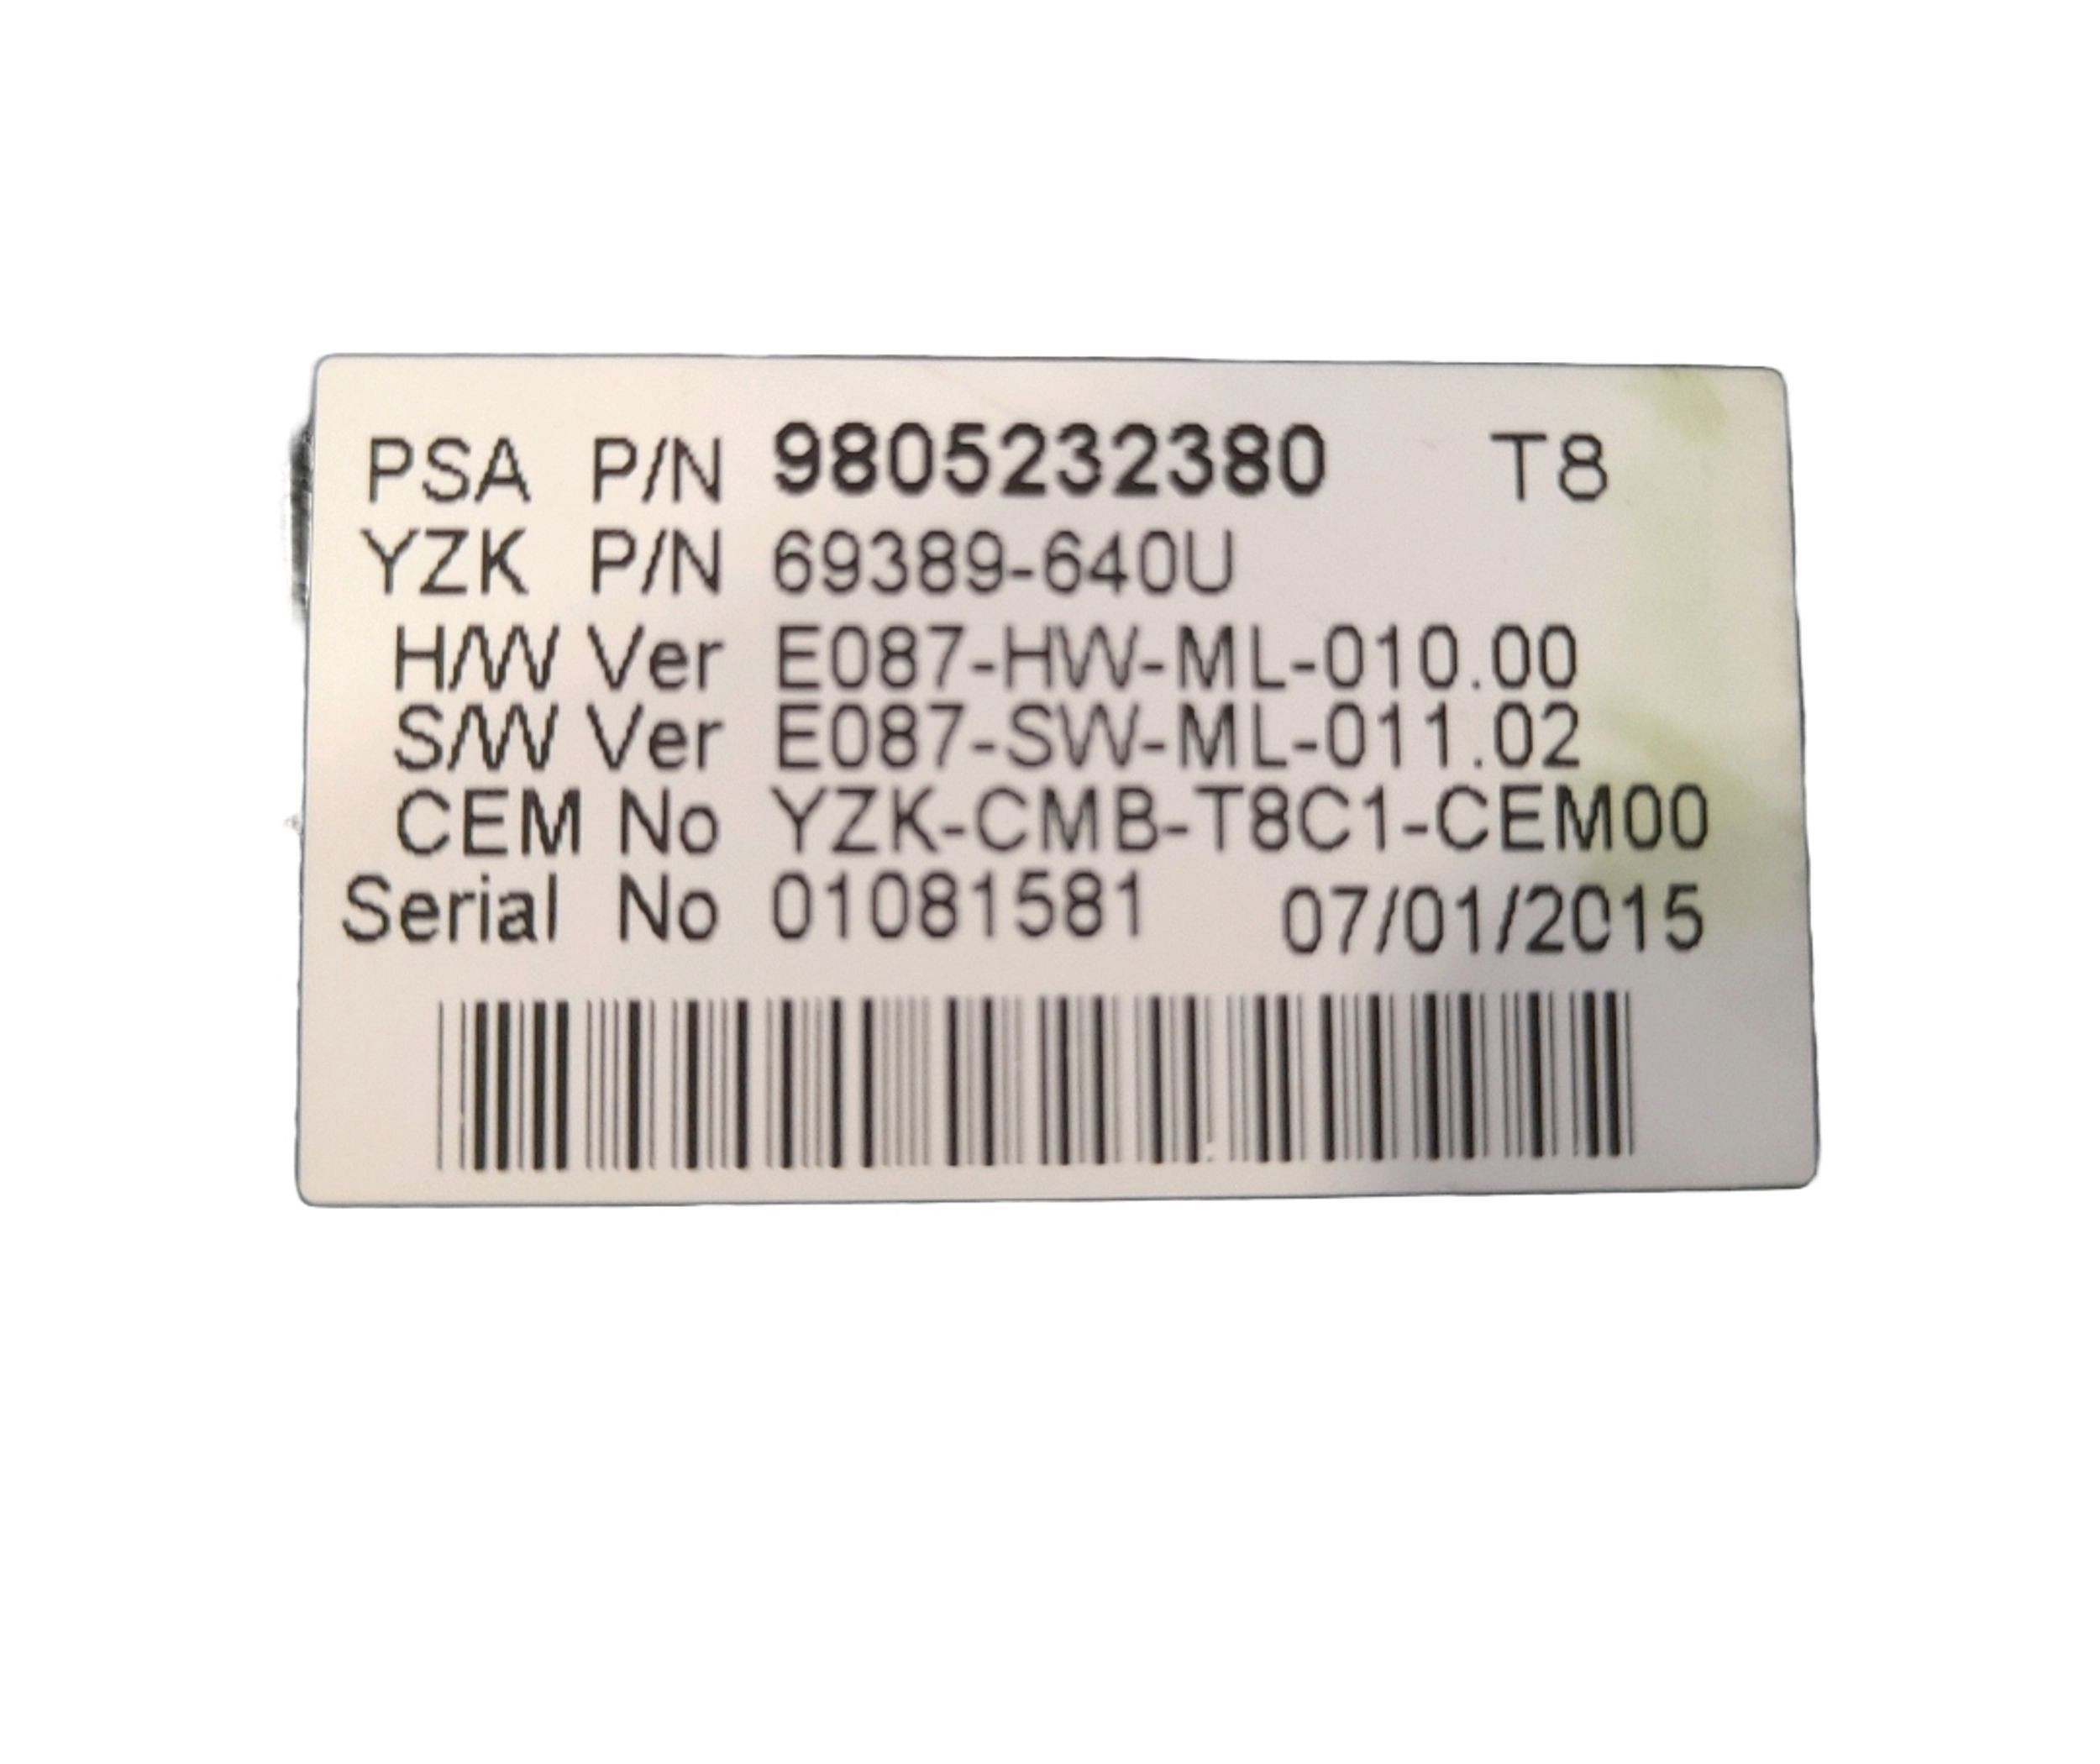 PSA P/N 9805232380 T8
YZK P/N 69389-640U
H/W Ver E087-HW-ML-010.00
S/W Ver E087-SW-ML-011.02
CEM No YZK-CMB-T8C1-CEM00
Serial No 01081581 07/01/2015